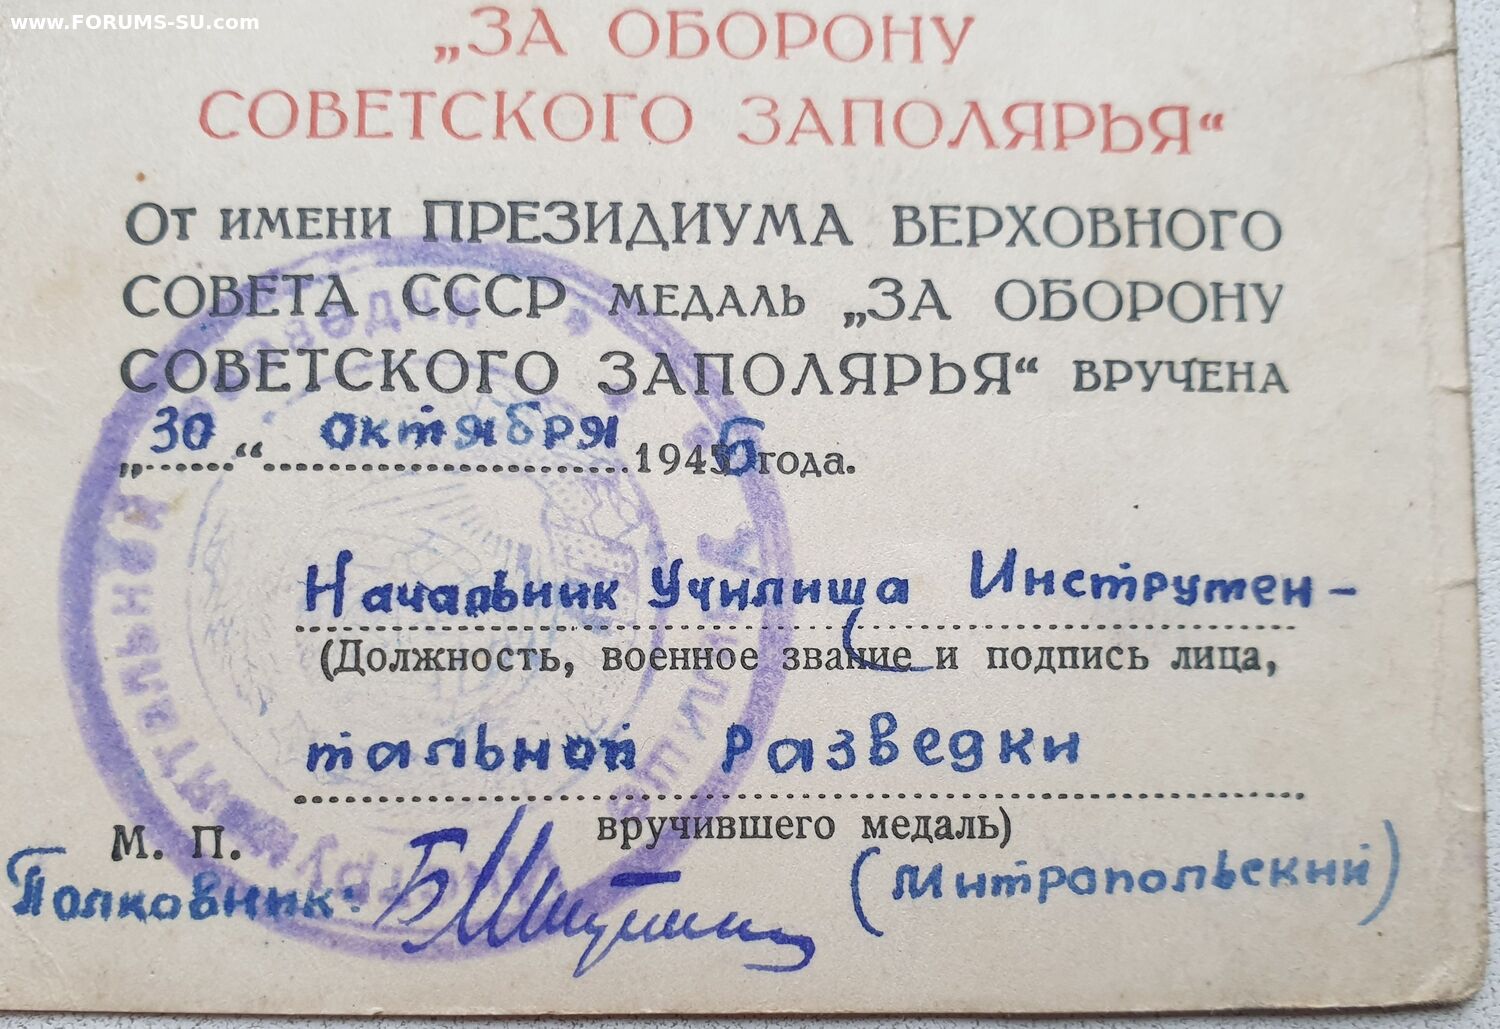 www.FORUMS-SU.com
„ЗА ОБОРОНУ
СОВЕТСКОГО ЗАПОЛЯРЬЯ“
От имени ПРЕЗИДИУМА ВЕРХОВНОГО
СОВЕТА СССР медаль „ЗА ОБОРОНУ
СОВЕТСКОГО ЗАПОЛЯРЬЯ“ вручена
„30“ октября 1946 года.
Начальник Училища Инструмен-
(Должность, военное звание и подпись лица,
тальной Разведки
вручившего медаль)
М. П.
Полковник: (Митропольский)